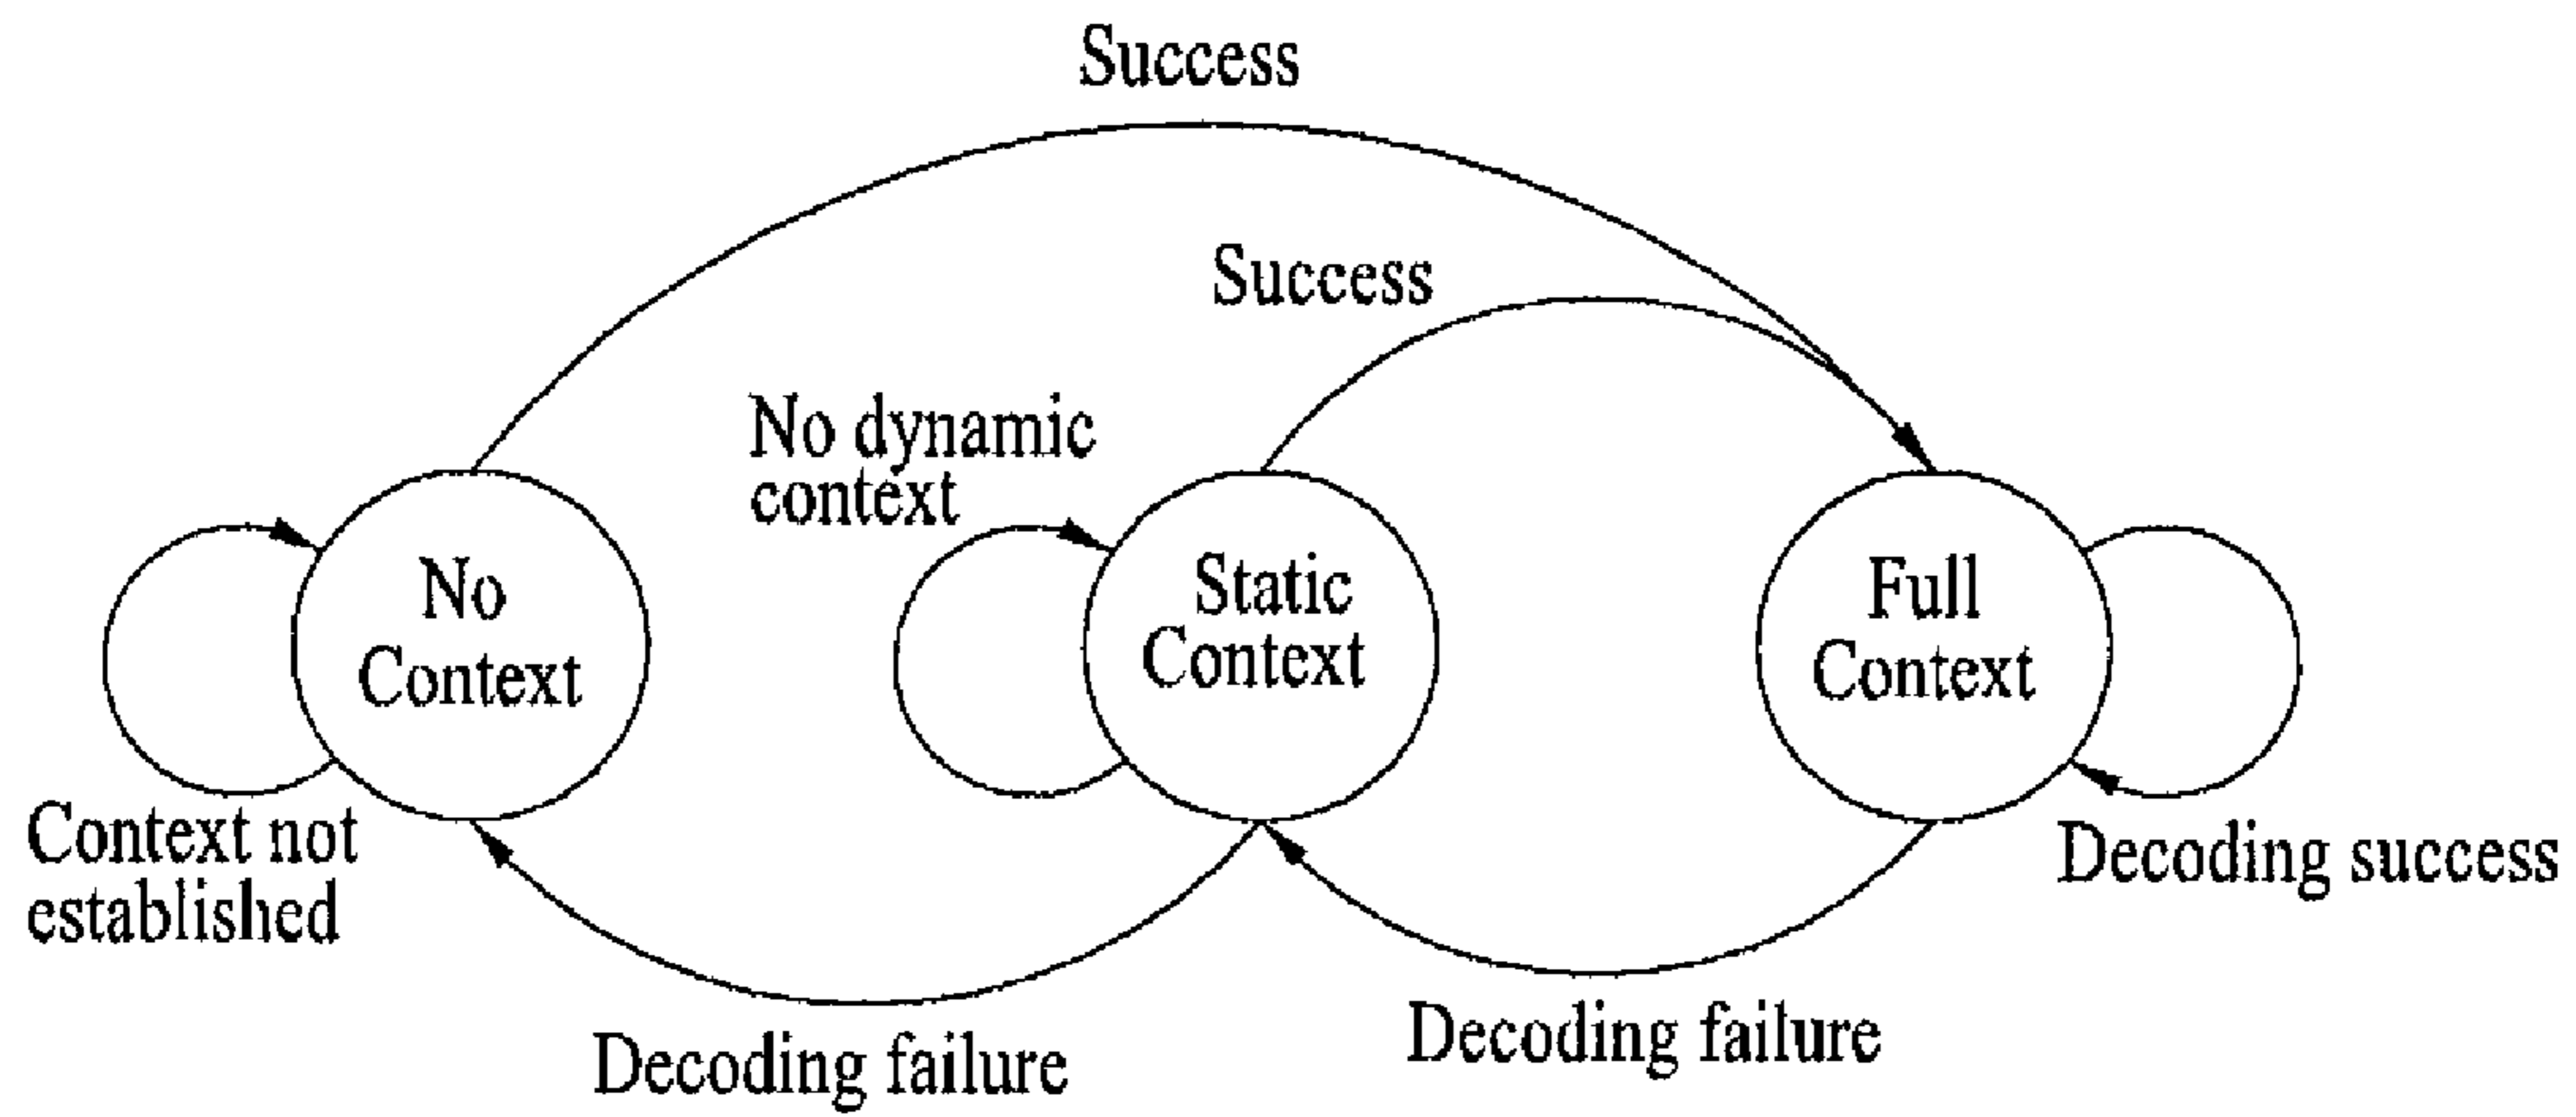 Success
Success
No dynamic
context
No
Context
Static
Context
Full
Context
Context not
established
Decoding success
Decoding failure
Decoding failure